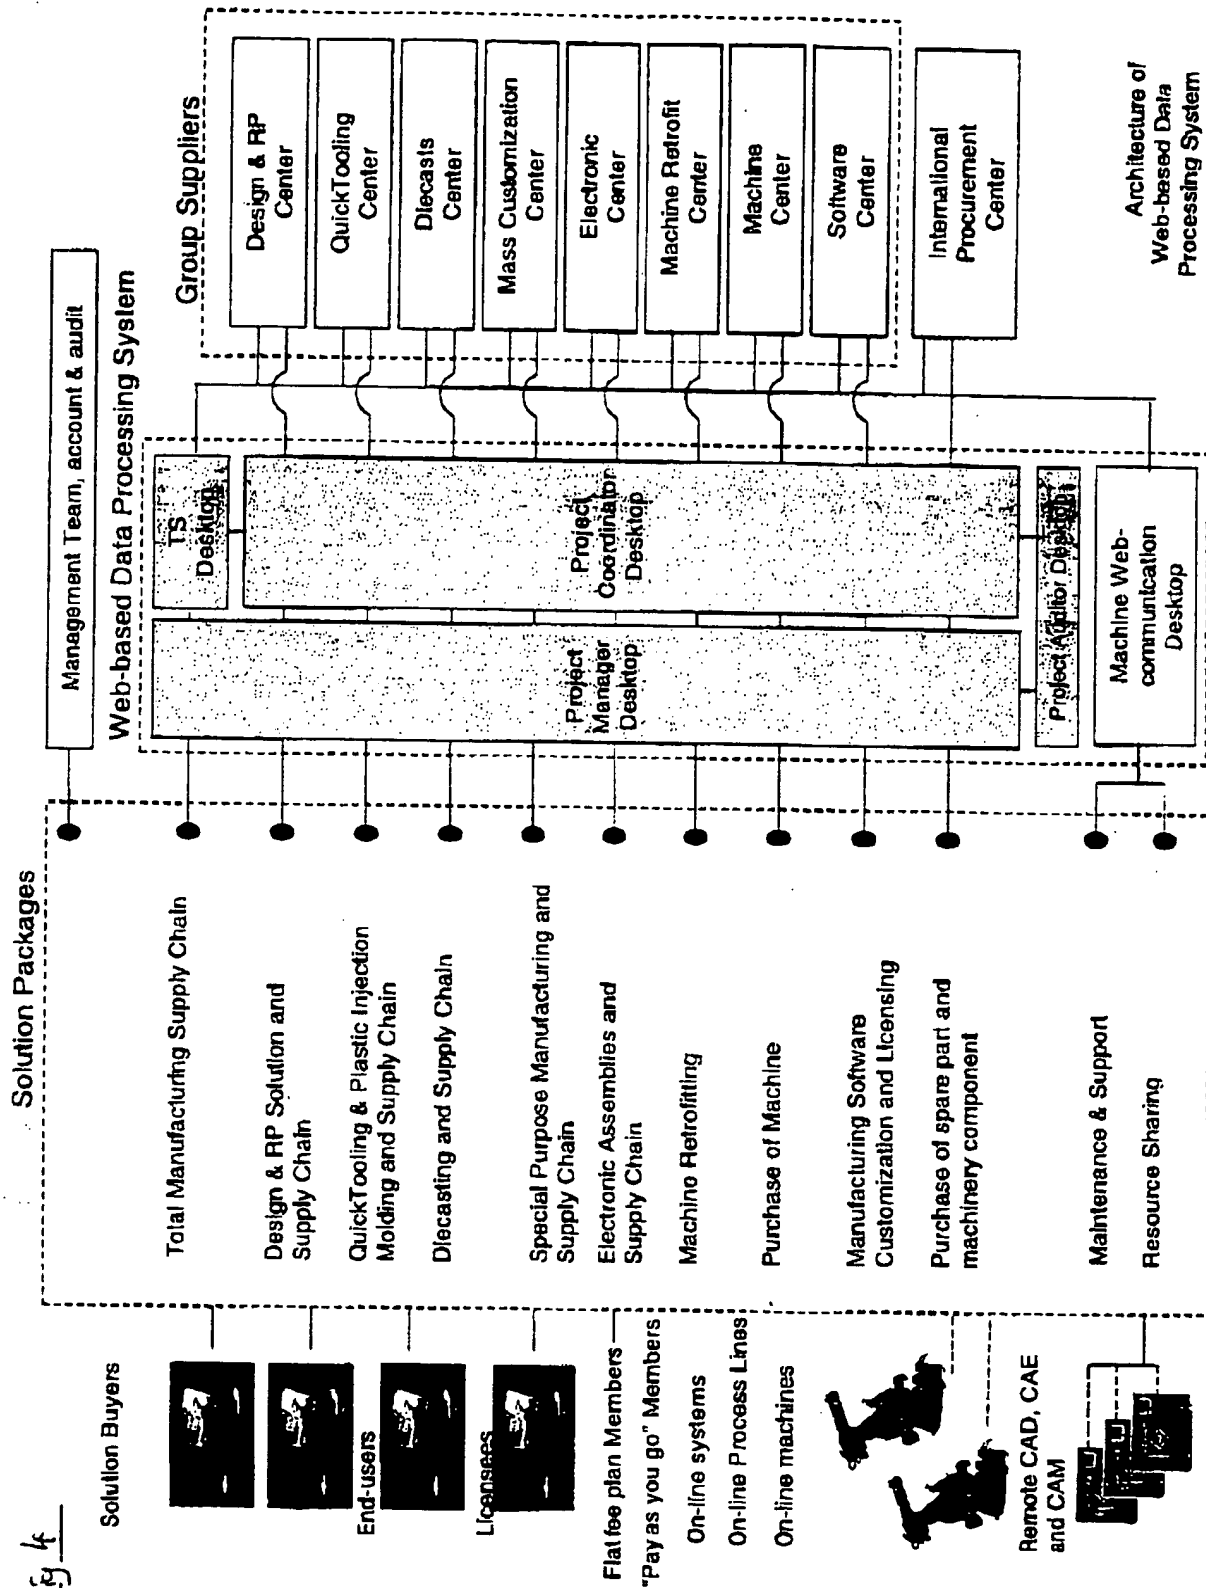 Fig 4
Solution Buyers
End-users
Licensees
Flat fee plan Members
"Pay as you go" Members
On-line systems
On-line Process Lines
On-line machines
Remote CAD, CAE
and CAM
Solution Packages
Total Manufacturing Supply Chain
Design & RP Solution and
Supply Chain
QuickTooling & Plastic Injection
Molding and Supply Chain
Diecasting and Supply Chain
Special Purpose Manufacturing and
Supply Chain
Electronic Assemblies and
Supply Chain
Machine Retrofitting
Purchase of Machine
Manufacturing Software
Customization and Licensing
Purchase of spare part and
machinery component
Maintenance & Support
Resource Sharing
Management Team, account & audit
Web-based Data Processing System
TS
Desktop
Project
Manager
Desktop
Project
Coordinator
Desktop
Project Auditor Desktop
Machine Web-
communication
Desktop
Group Suppliers
Design & RP
Center
QuickTooling
Center
Diecasts
Center
Mass Customization
Center
Electronic
Center
Machine Retrofit
Center
Machine
Center
Software
Center
International
Procurement
Center
Architecture of
Web-based Data
Processing System